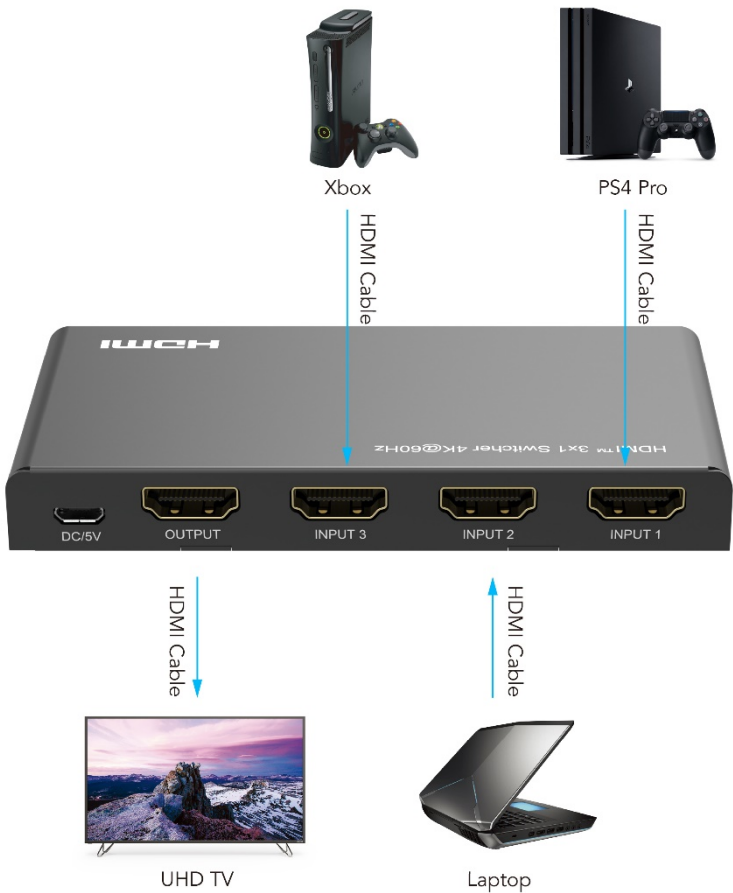 Xbox
PS4 Pro
HDMI Cable
HDMI Cable
HDMI
HDMI™ 3x1 Switcher 4K@60Hz
DC/5V
OUTPUT
INPUT 3
INPUT 2
INPUT 1
HDMI Cable
HDMI Cable
UHD TV
Laptop